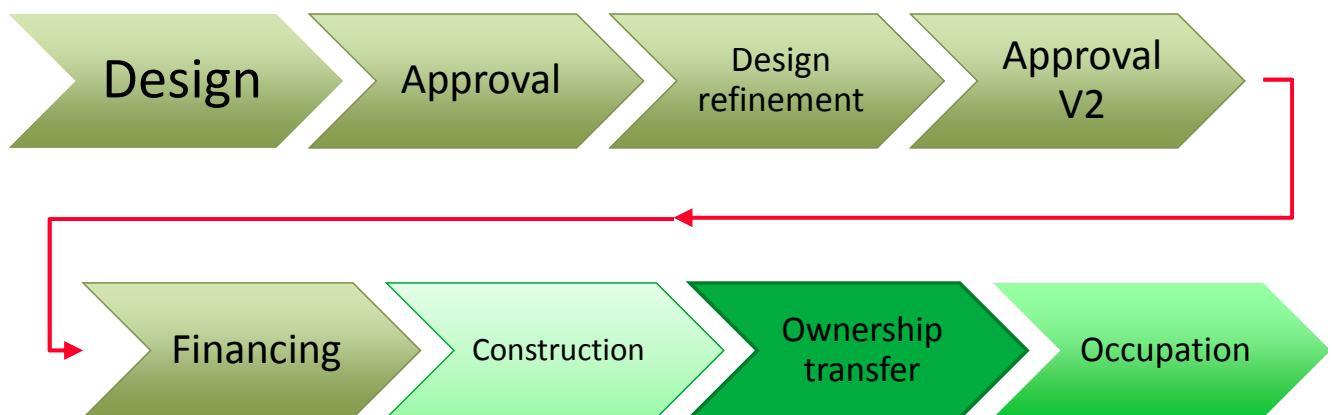 Design
Approval
Design
refinement
Approval
V2
Financing
Construction
Ownership
transfer
Occupation